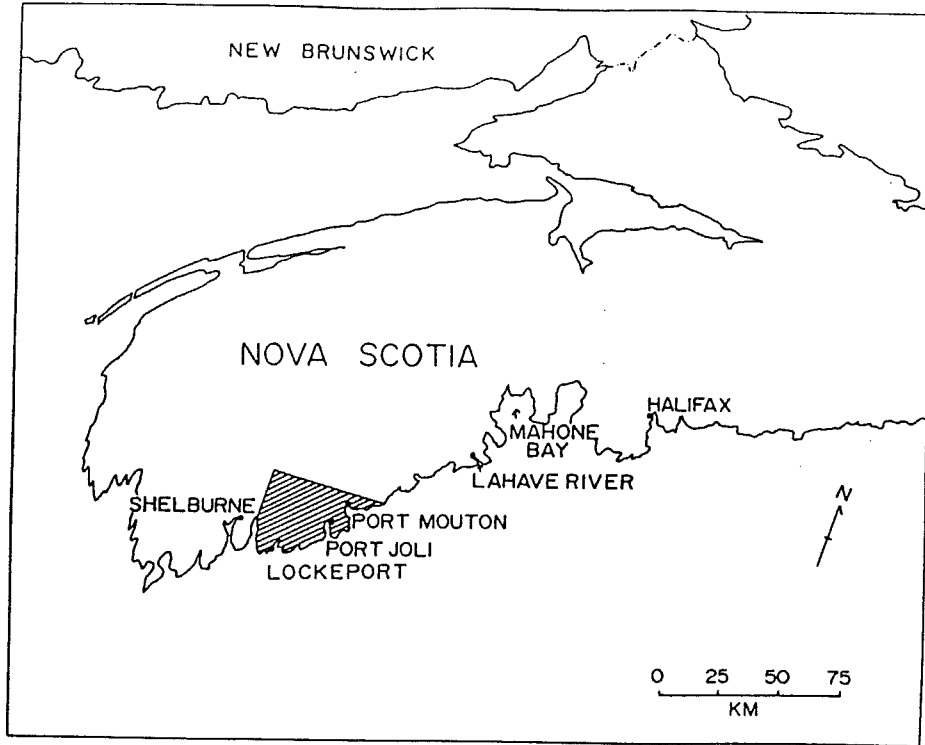 NEW BRUNSWICK
NOVA SCOTIA
HALIFAX
MAHONE
BAY
LAHAVE RIVER
SHELBURNE
PORT MOUTON
PORT JOLI
LOCKEPORT
N
0 25 50 75
KM